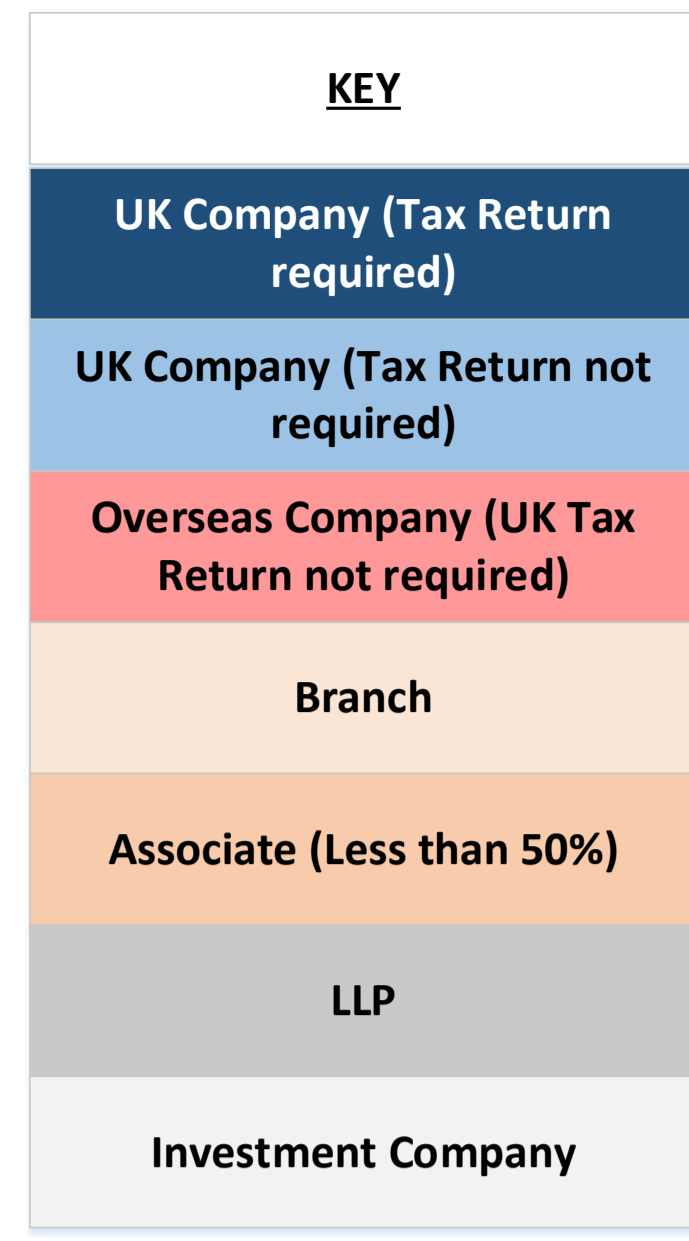 KEY
UK Company (Tax Return
required)
UK Company (Tax Return not
required)
Overseas Company (UK Tax
Return not required)
Branch
Associate (Less than 50%)
LLP
Investment Company